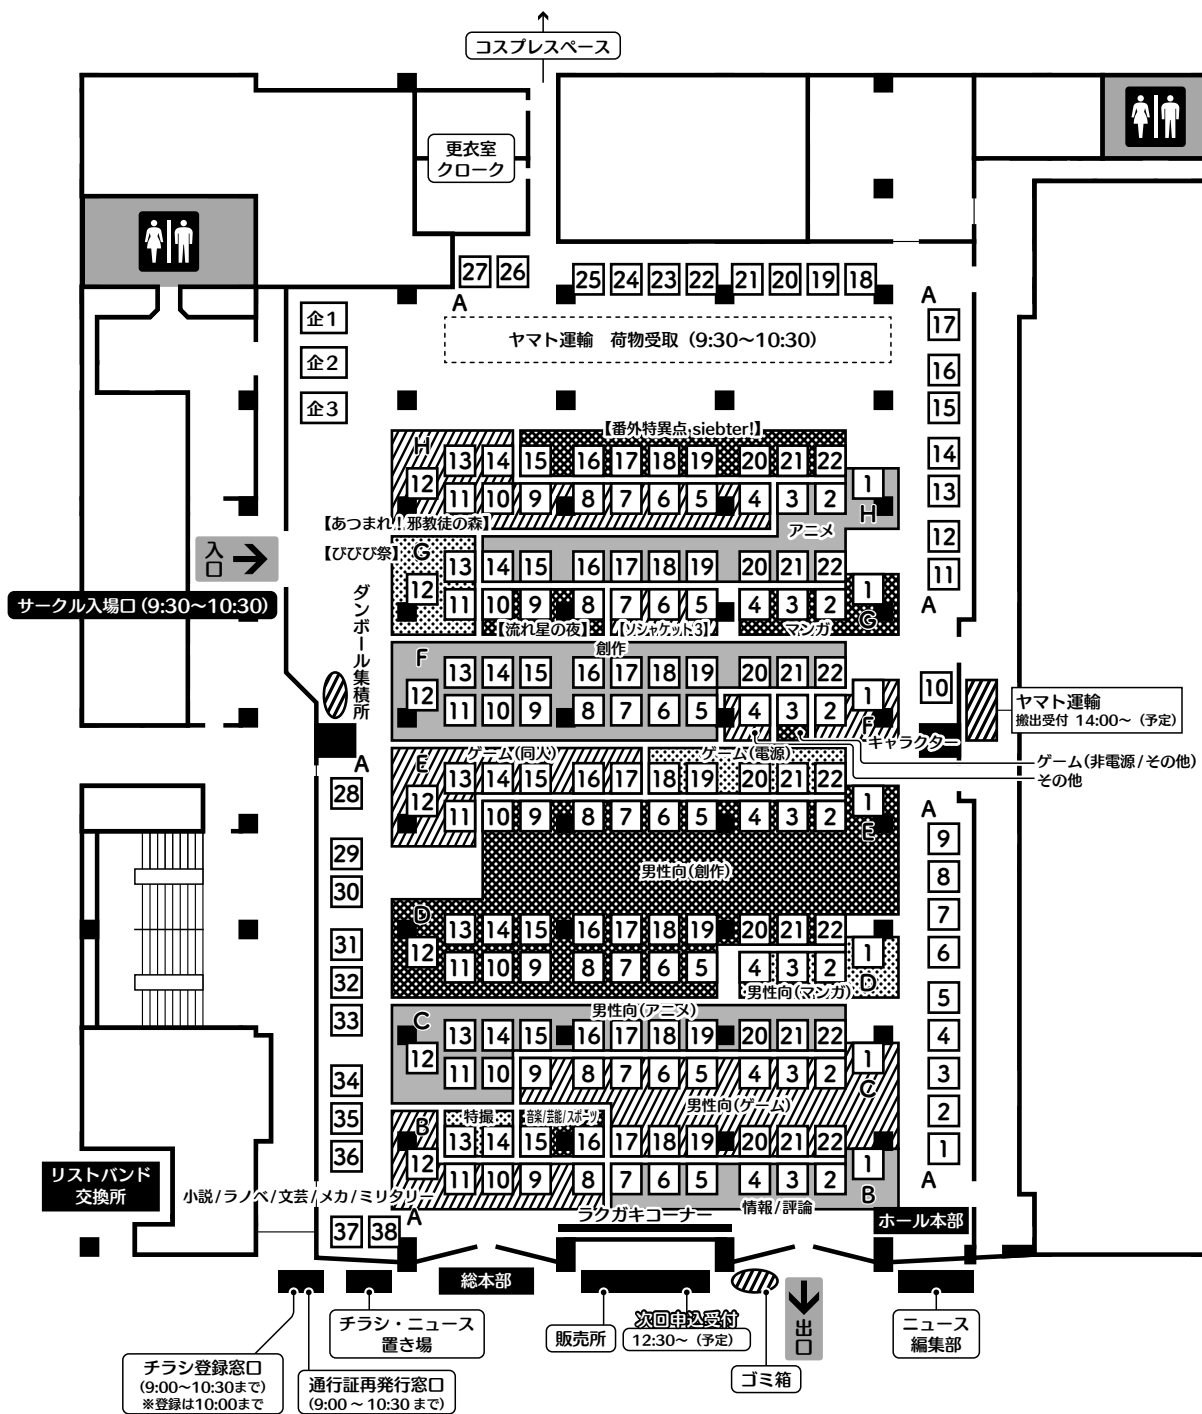 コスプレスペース
更衣室
クローク
27 26 25 24 23 22 21 20 19 18
A
A
企1
企2
企3
ヤマト運輸 荷物受取 (9:30〜10:30)
17
16
15
14
13
12
11
A
【番外特異点,siebter!】
H
13 14 15 16 17 18 19 20 21 22
12
1
11 10 9 8 7 6 5 4 3 2
H
【あつまれ!邪教徒の森】
アニメ
入口
サークル入場口 (9:30〜10:30)
【びびび祭】
G
13 14 15 16 17 18 19 20 21 22
12
1
11 10 9 8 7 6 5 4 3 2
G
【流れ星の夜】
【ソシャケット3】
マンガ
ダンボール集積所
創作
F
13 14 15 16 17 18 19 20 21 22
12
1
11 10 9 8 7 6 5 4 3 2
F
キャラクター
10
ヤマト運輸
搬出受付 14:00〜 (予定)
ゲーム(非電源/その他)
その他
ゲーム(同人)
ゲーム(電源)
E
13 14 15 16 17 18 19 20 21 22
12
1
11 10 9 8 7 6 5 4 3 2
E
男性向(創作)
A
28
29
30
31
32
33
34
35
36
37 38
A
A
9
8
7
6
5
4
3
2
1
A
D
13 14 15 16 17 18 19 20 21 22
12
1
11 10 9 8 7 6 5 4 3 2
D
男性向(マンガ)
男性向(アニメ)
C
13 14 15 16 17 18 19 20 21 22
12
1
11 10 9 8 7 6 5 4 3 2
C
男性向(ゲーム)
特撮
音楽/芸能/スポーツ
B
13 14 15 16 17 18 19 20 21 22
12
1
11 10 9 8 7 6 5 4 3 2
B
情報/評論
小説/ラノベ/文芸/メカ/ミリタリー
リストバンド
交換所
ラクガキコーナー
ホール本部
総本部
チラシ・ニュース
置き場
販売所
次回申込受付
12:30〜 (予定)
出口
ニュース
編集部
ゴミ箱
チラシ登録窓口
(9:00〜10:30まで)
※登録は10:00まで
通行証再発行窓口
(9:00 〜 10:30 まで)